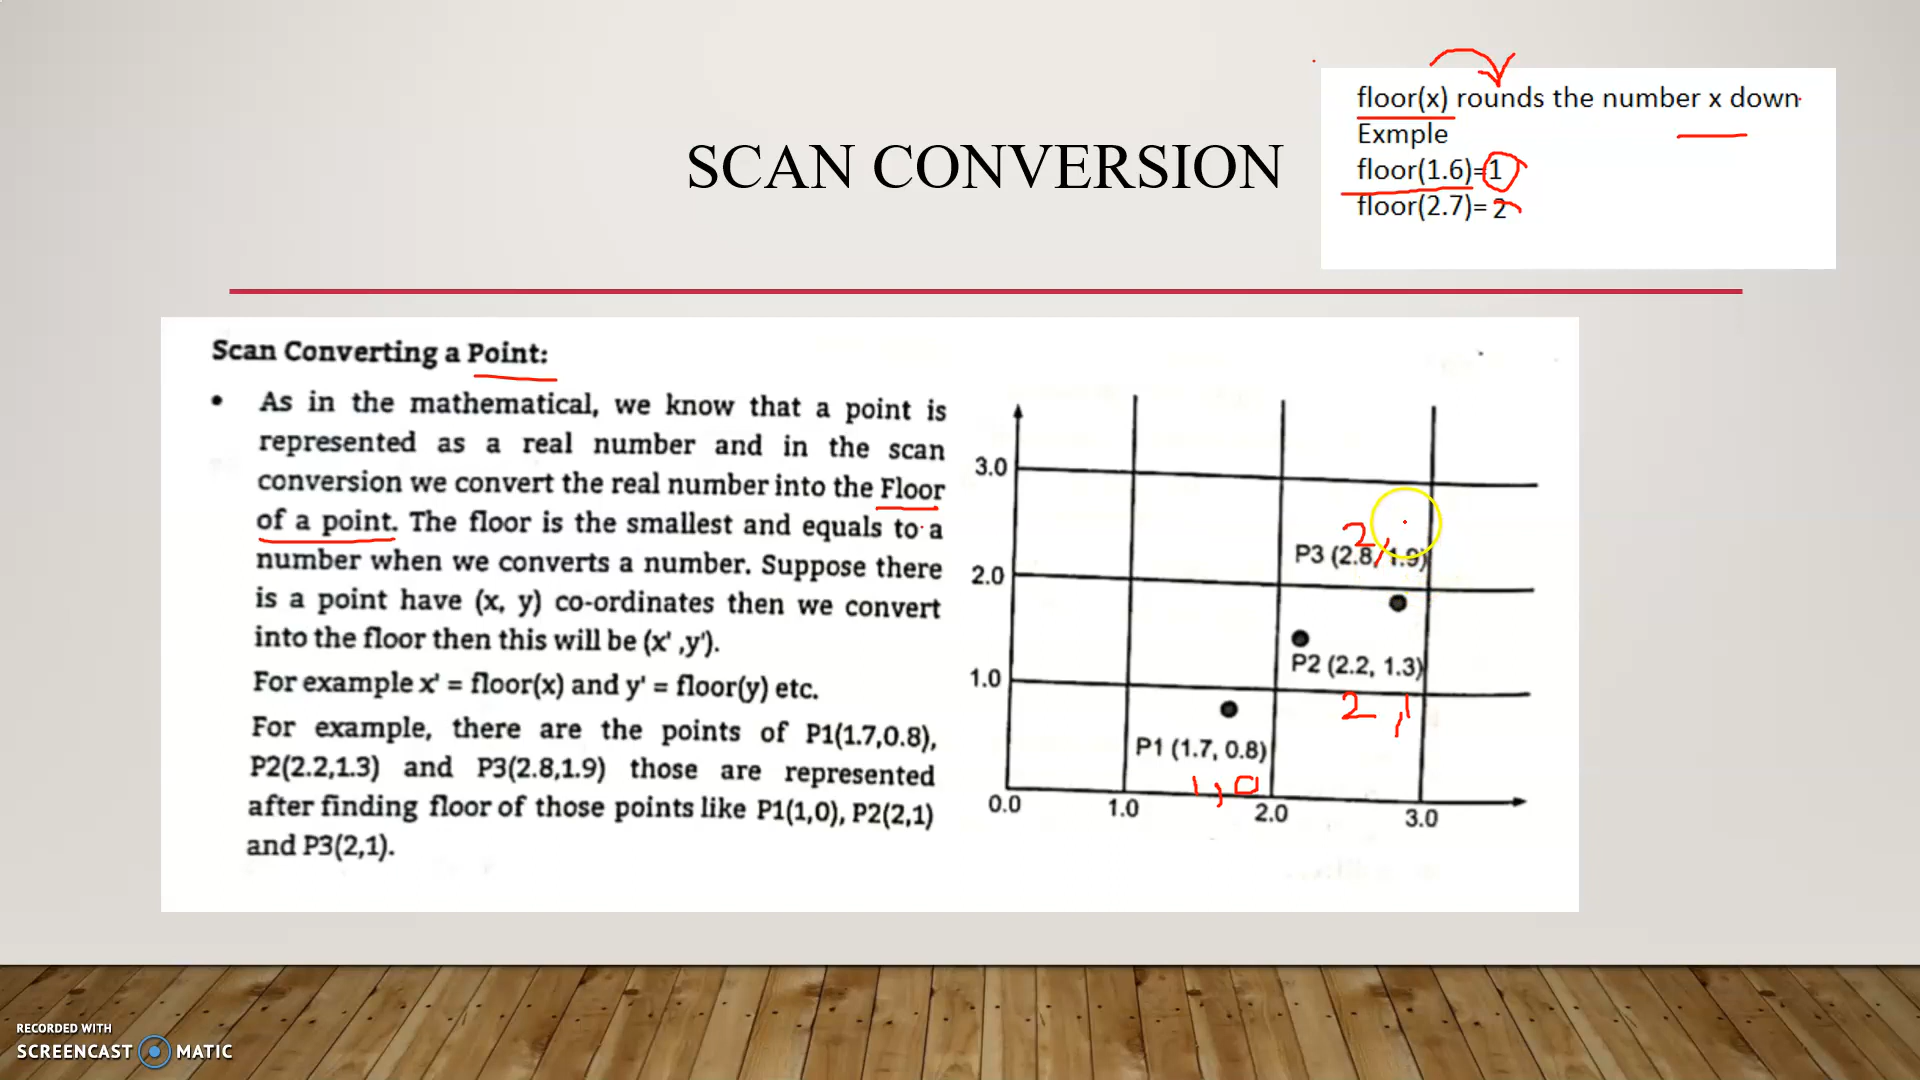 floor(x) rounds the number x down
Exmple
floor(1.6)=1
floor(2.7)= 2
SCAN CONVERSION
Scan Converting a Point:
• As in the mathematical, we know that a point is
represented as a real number and in the scan
conversion we convert the real number into the Floor
of a point. The floor is the smallest and equals to a
number when we converts a number. Suppose there
is a point have (x, y) co-ordinates then we convert
into the floor then this will be (x' ,y').
For example x' = floor(x) and y' = floor(y) etc.
For example, there are the points of P1(1.7,0.8),
P2(2.2,1.3) and P3(2.8,1.9) those are represented
after finding floor of those points like P1(1,0), P2(2,1)
and P3(2,1).
3.0
2,
P3 (2.8, 1.9)
2.0
P2 (2.2, 1.3)
1.0
2,1
P1 (1.7, 0.8)
1,0
0.0 1.0 2.0 3.0
RECORDED WITH
SCREENCAST MATIC